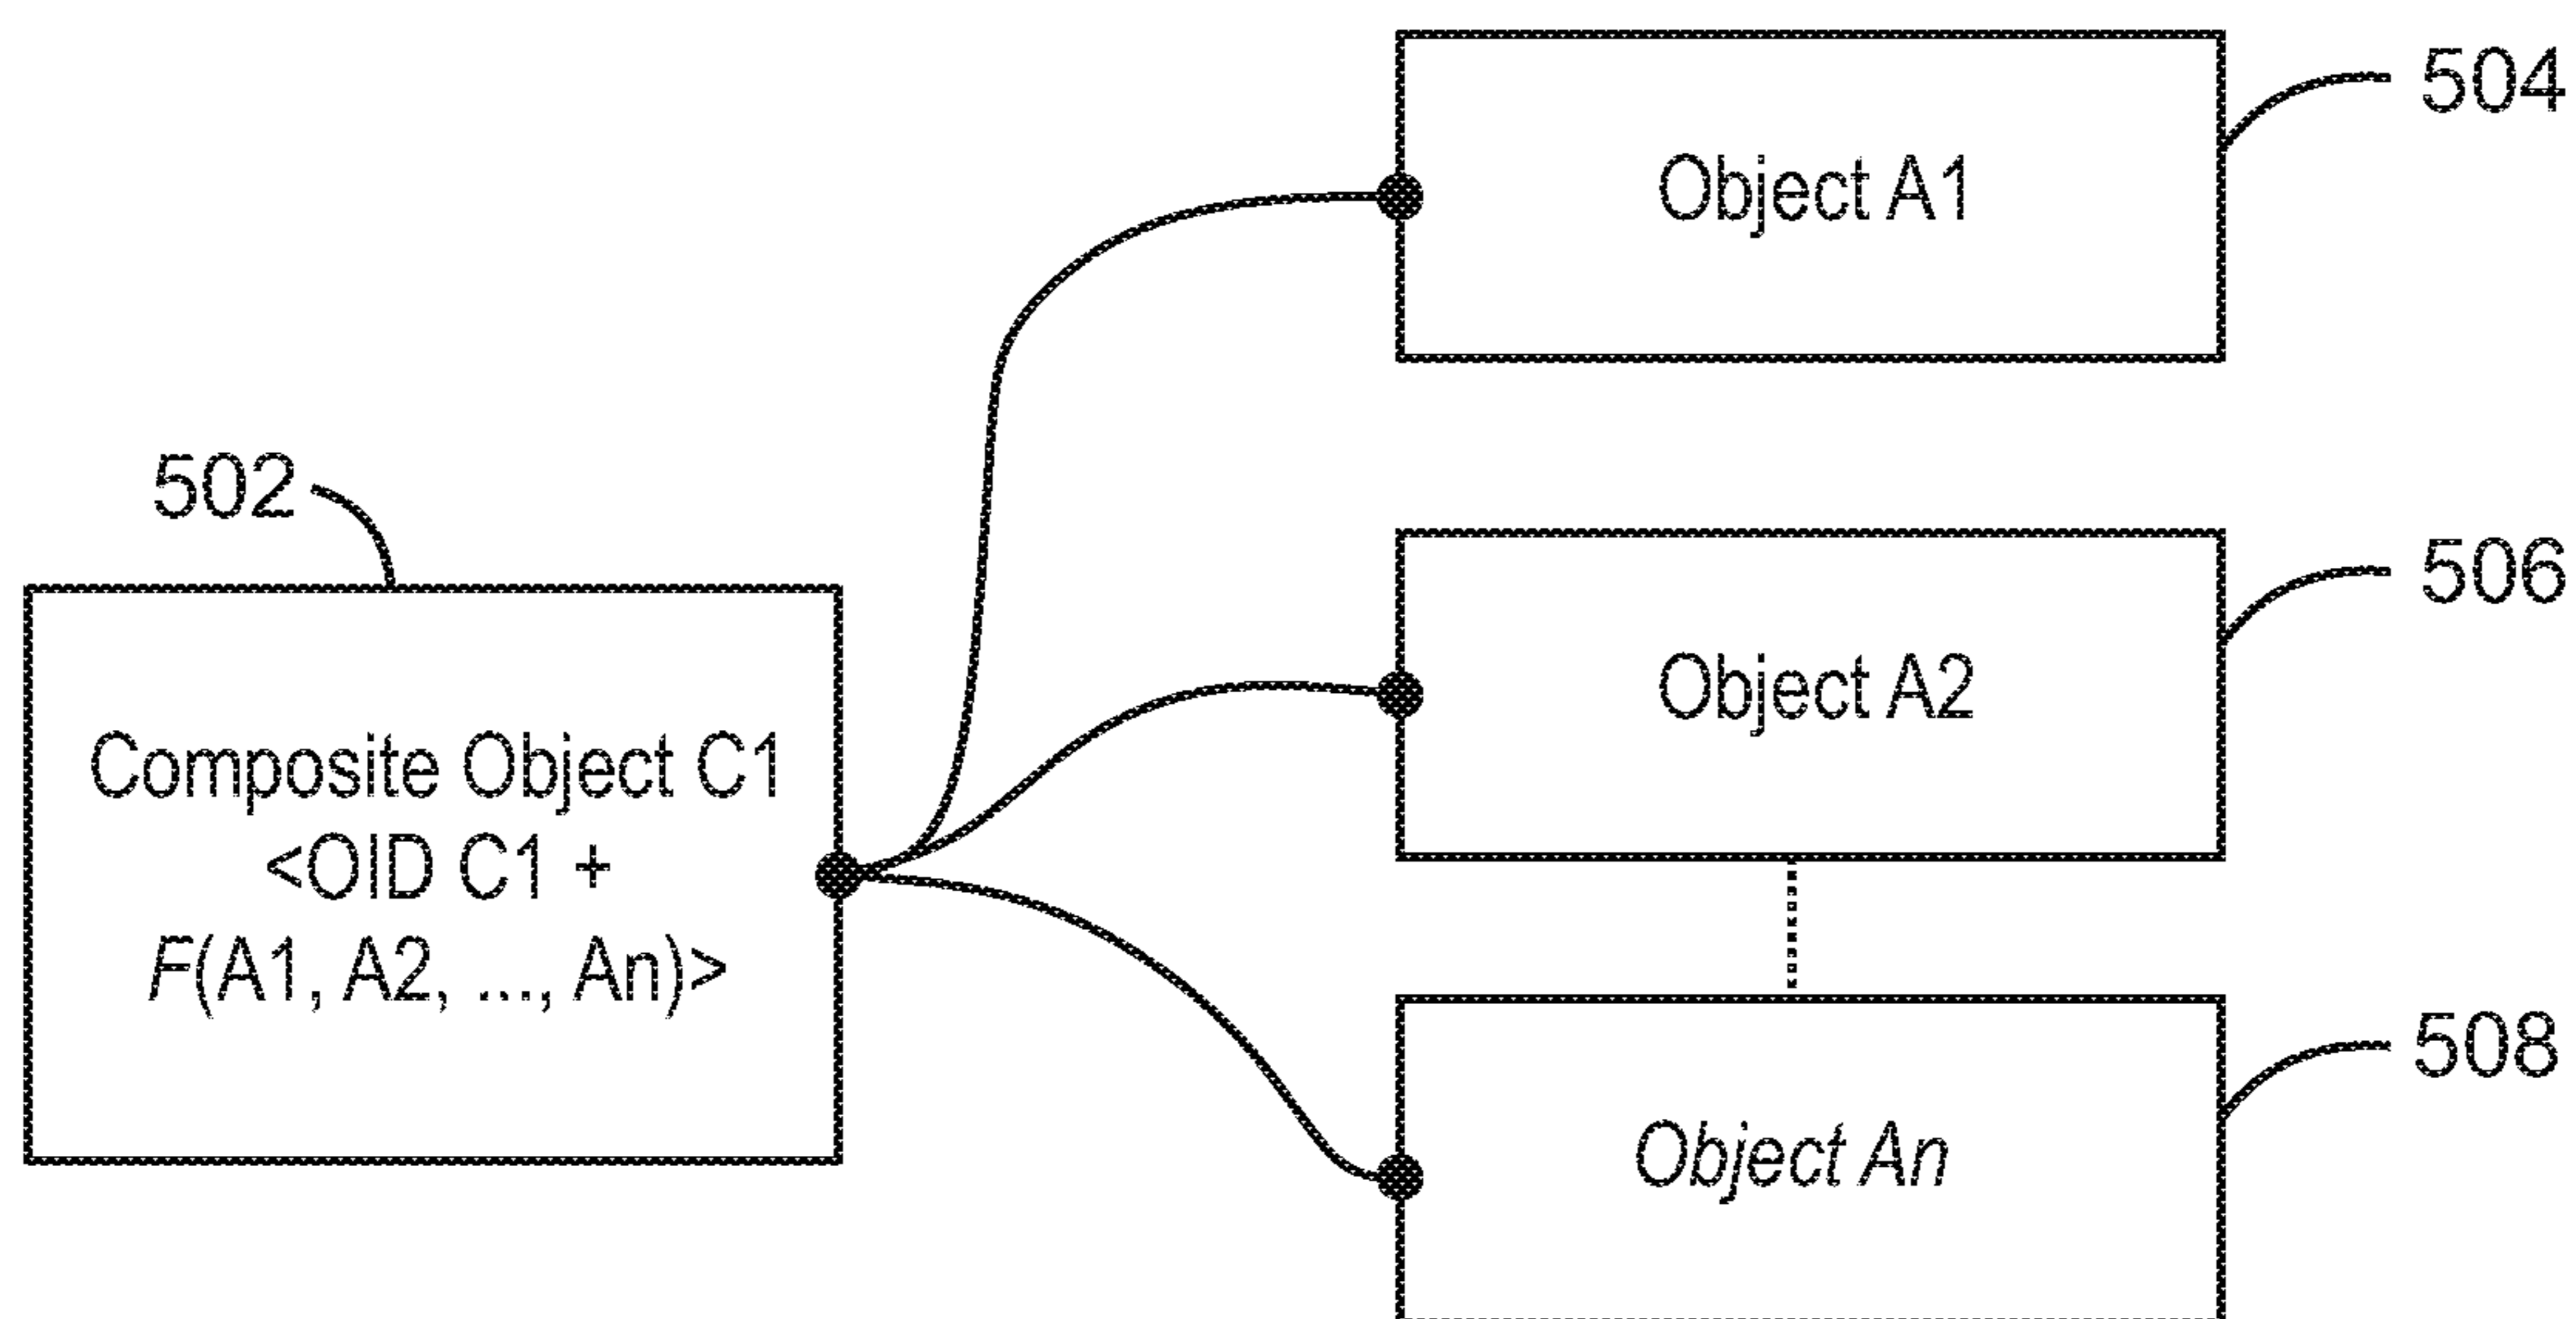 504
Object A1
502
506
Object A2
Composite Object C1
<OID C1 +
F(A1, A2, ..., An)>
508
Object An